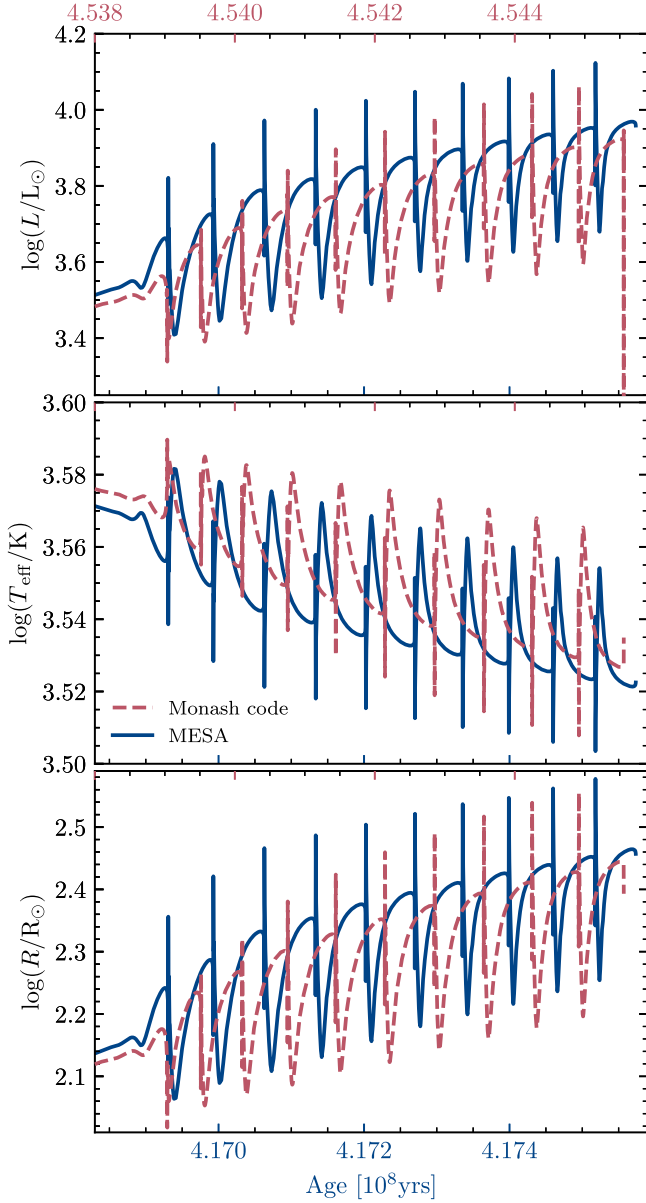 4.538 4.540 4.542 4.544
4.2
4.0
3.8
3.6
3.4
log(L/L⊙)
3.60
3.58
3.56
3.54
3.52
3.50
log(T_eff/K)
Monash code
MESA
2.5
2.4
2.3
2.2
2.1
log(R/R⊙)
4.170 4.172 4.174
Age [10⁸yrs]